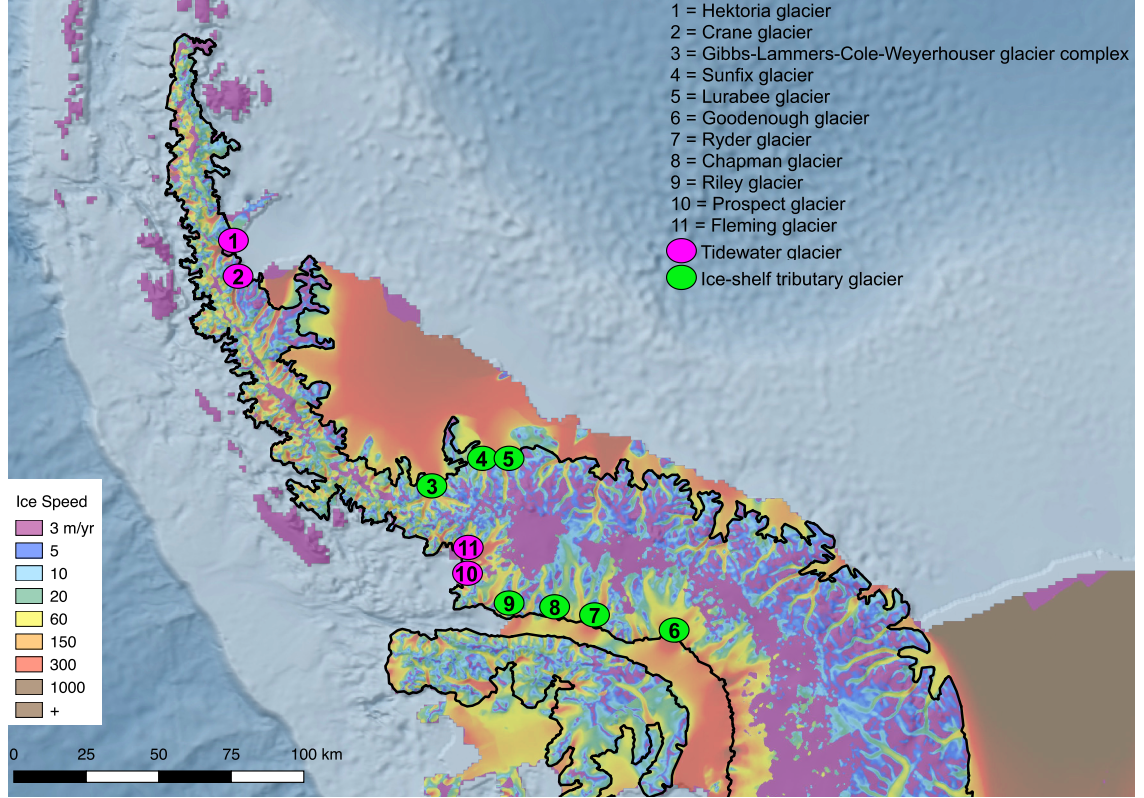 1 = Hektoria glacier
2 = Crane glacier
3 = Gibbs-Lammers-Cole-Weyerhouser glacier complex
4 = Sunfix glacier
5 = Lurabee glacier
6 = Goodenough glacier
7 = Ryder glacier
8 = Chapman glacier
9 = Riley glacier
10 = Prospect glacier
11 = Fleming glacier
Tidewater glacier
Ice-shelf tributary glacier
1
2
4 5
3
11
10
9 8 7
6
Ice Speed
3 m/yr
5
10
20
60
150
300
1000
+
0 25 50 75 100 km